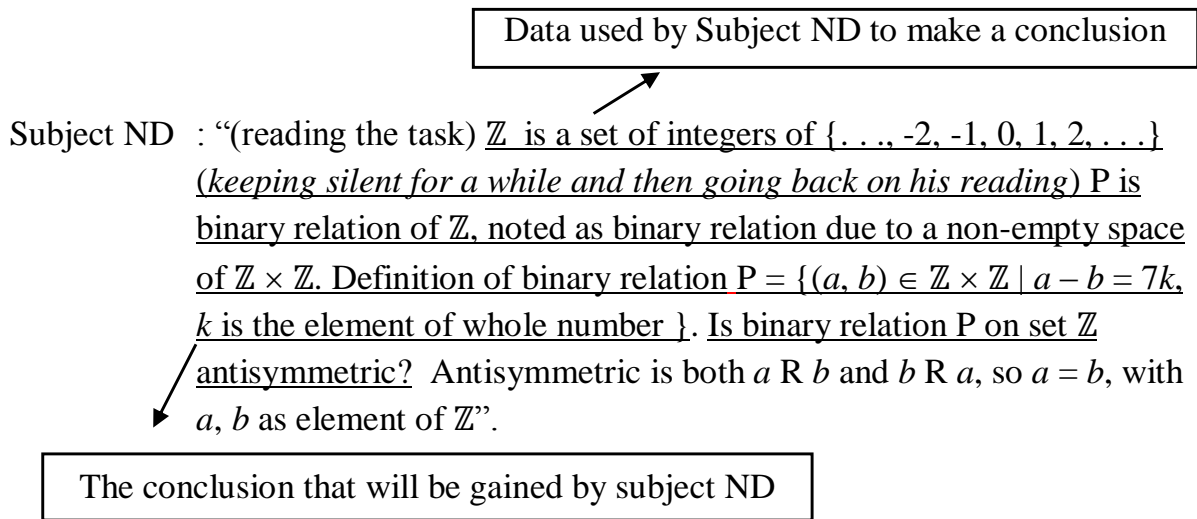 Data used by Subject ND to make a conclusion
Subject ND : “(reading the task) ℤ is a set of integers of {. . ., -2, -1, 0, 1, 2, . . .}
(keeping silent for a while and then going back on his reading) P is
binary relation of ℤ, noted as binary relation due to a non-empty space
of ℤ × ℤ. Definition of binary relation P = {(a, b) ∈ ℤ × ℤ | a – b = 7k,
k is the element of whole number }. Is binary relation P on set ℤ
antisymmetric? Antisymmetric is both a R b and b R a, so a = b, with
a, b as element of ℤ”.
The conclusion that will be gained by subject ND